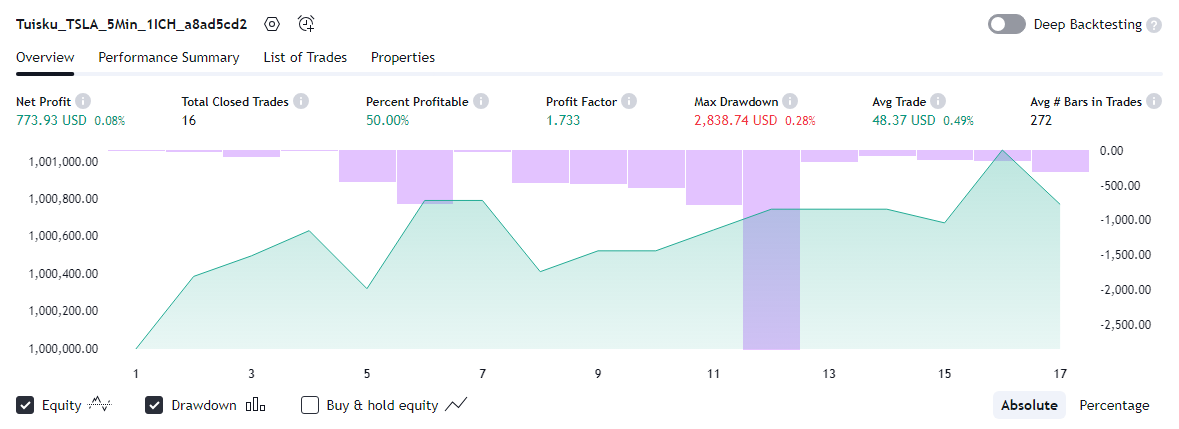 Tuisku_TSLA_5Min_1ICH_a8ad5cd2 Deep Backtesting ?
Overview Performance Summary List of Trades Properties
Net Profit i Total Closed Trades i Percent Profitable i Profit Factor i Max Drawdown i Avg Trade i Avg # Bars in Trades i
773.93 USD 0.08% 16 50.00% 1.733 2,838.74 USD 0.28% 48.37 USD 0.49% 272
1,001,000.00 0.00
1,000,800.00 -500.00
1,000,600.00 -1,000.00
1,000,400.00 -1,500.00
1,000,200.00 -2,000.00
1,000,000.00 -2,500.00
1 3 5 7 9 11 13 15 17
Equity Drawdown Buy & hold equity Absolute Percentage